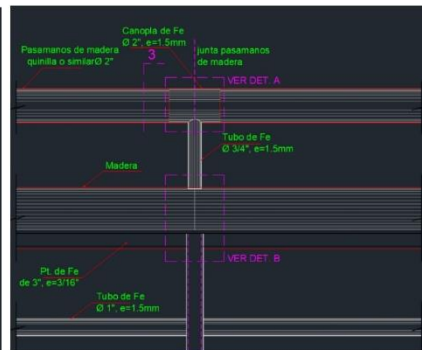 Canopla de Fe
Ø 2", e=1.5mm
Pasamanos de madera
quinilla o similarØ 2"
3
junta pasamanos
de madera
VER DET. A
Tubo de Fe
Ø 3/4", e=1.5mm
Madera
VER DET. B
Pt. de Fe
de 3", e=3/16"
Tubo de Fe
Ø 1", e=1.5mm